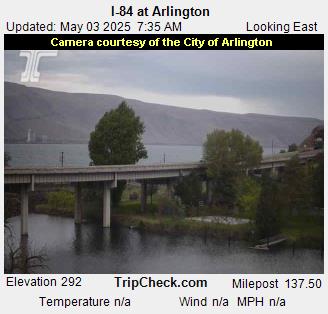 I-84 at Arlington
Updated: May 03 2025 7:35 AM Looking East
Camera courtesy of the City of Arlington
Elevation 292 TripCheck.com Milepost 137.50
Temperature n/a Wind n/a MPH n/a